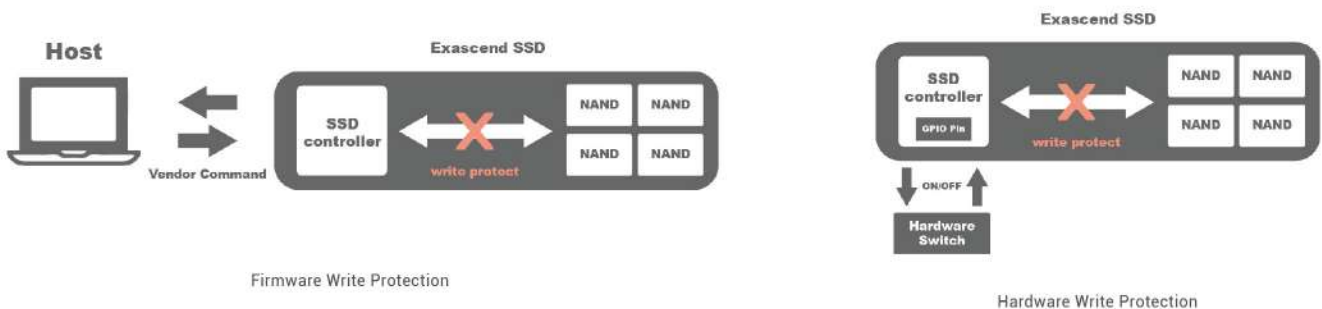 Host
Exascend SSD
SSD
controller
write protect
NAND
NAND
NAND
NAND
Vendor Command
Firmware Write Protection
Exascend SSD
SSD
controller
GPIO Pin
write protect
NAND
NAND
NAND
NAND
ON/OFF
Hardware
Switch
Hardware Write Protection